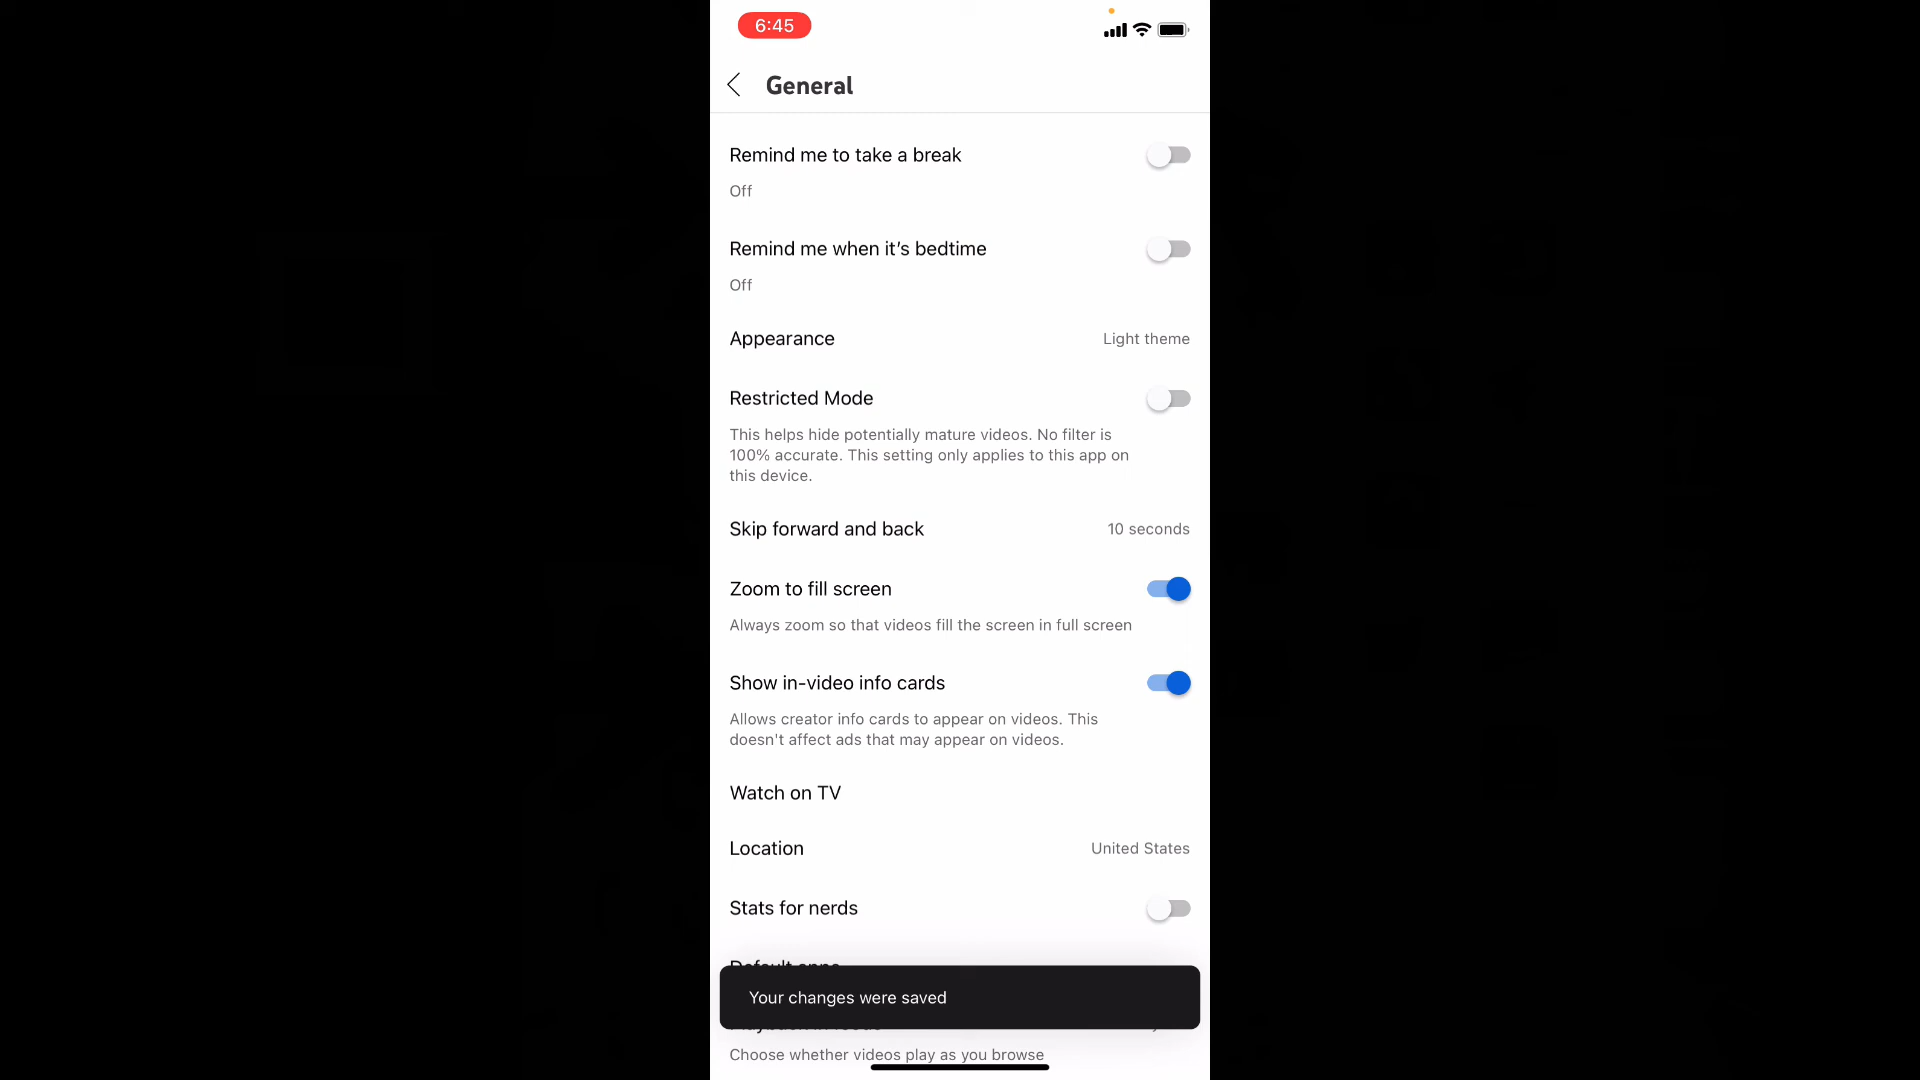 6:45
General
Remind me to take a break
Off
Remind me when it's bedtime
Off
Appearance
Light theme
Restricted Mode
This helps hide potentially mature videos. No filter is
100% accurate. This setting only applies to this app on
this device.
Skip forward and back
10 seconds
Zoom to fill screen
Always zoom so that videos fill the screen in full screen
Show in-video info cards
Allows creator info cards to appear on videos. This
doesn't affect ads that may appear on videos.
Watch on TV
Location
United States
Stats for nerds
Default apps
Your changes were saved
Choose whether videos play as you browse